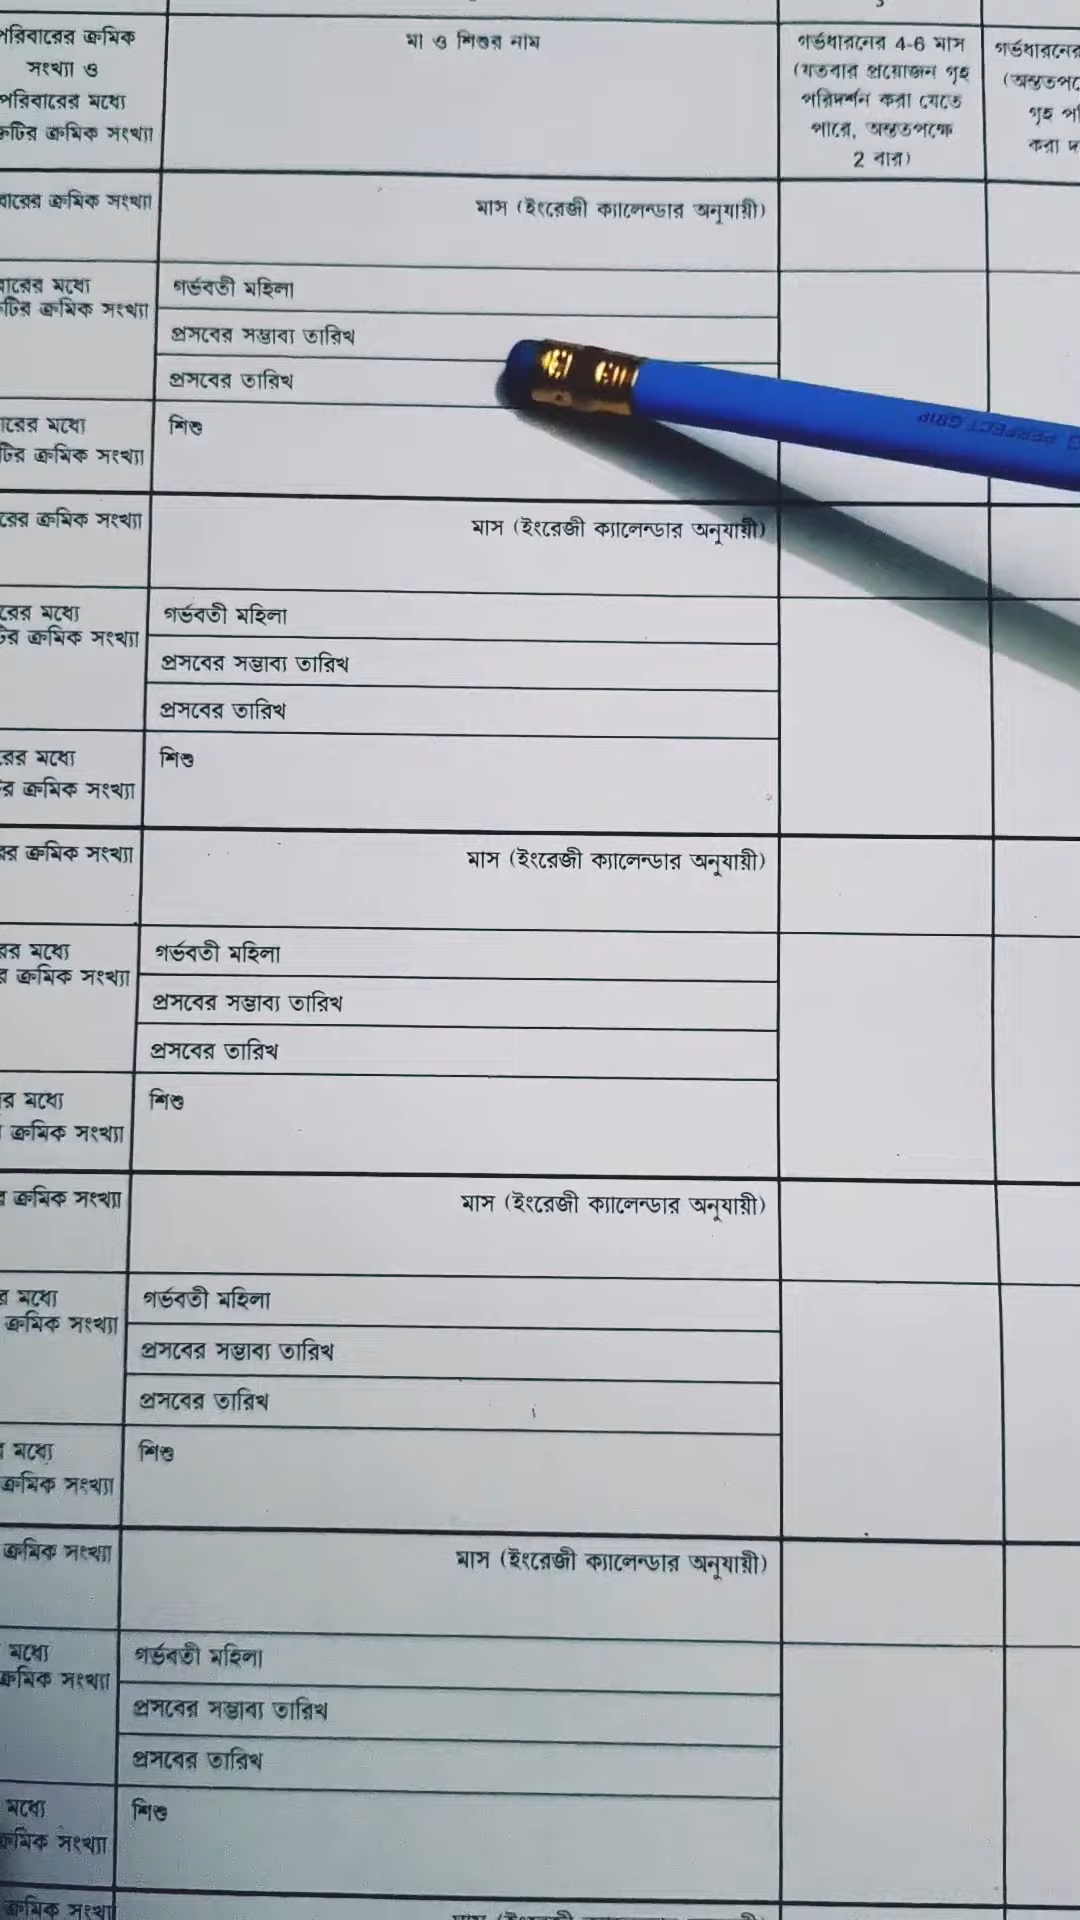 পরিবারের ক্রমিক
সংখ্যা ও
পরিবারের মধ্যে
ক্রমিক সংখ্যা
মা ও শিশুর নাম
গর্ভধারনের 4-6 মাস
(যতবার প্রয়োজন গৃহ
পরিদর্শন করা যেতে
পারে, অন্ততপক্ষে
2 বার)
গর্ভধারনের
গৃহ
করা
ক্রমিক সংখ্যা
মাস (ইংরেজী ক্যালেন্ডার অনুযায়ী)
মধ্যে
ক্রমিক সংখ্যা
গর্ভবতী মহিলা
প্রসবের সম্ভাব্য তারিখ
প্রসবের তারিখ
মধ্যে
ক্রমিক সংখ্যা
শিশু
PERFECT GRIP
ক্রমিক সংখ্যা
মাস (ইংরেজী ক্যালেন্ডার অনুযায়ী)
মধ্যে
ক্রমিক সংখ্যা
গর্ভবতী মহিলা
প্রসবের সম্ভাব্য তারিখ
প্রসবের তারিখ
মধ্যে
ক্রমিক সংখ্যা
শিশু
ক্রমিক সংখ্যা
মাস (ইংরেজী ক্যালেন্ডার অনুযায়ী)
মধ্যে
ক্রমিক সংখ্যা
গর্ভবতী মহিলা
প্রসবের সম্ভাব্য তারিখ
প্রসবের তারিখ
মধ্যে
ক্রমিক সংখ্যা
শিশু
ক্রমিক সংখ্যা
মাস (ইংরেজী ক্যালেন্ডার অনুযায়ী)
মধ্যে
ক্রমিক সংখ্যা
গর্ভবতী মহিলা
প্রসবের সম্ভাব্য তারিখ
প্রসবের তারিখ
মধ্যে
ক্রমিক সংখ্যা
শিশু
ক্রমিক সংখ্যা
মাস (ইংরেজী ক্যালেন্ডার অনুযায়ী)
মধ্যে
ক্রমিক সংখ্যা
গর্ভবতী মহিলা
প্রসবের সম্ভাব্য তারিখ
প্রসবের তারিখ
মধ্যে
ক্রমিক সংখ্যা
শিশু
ক্রমিক সংখ্যা
মাস (ইংরেজী ক্যালেন্ডার অনুযায়ী)